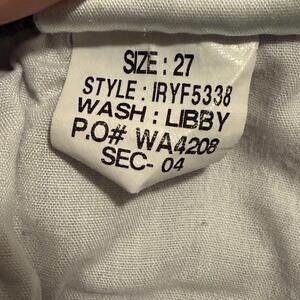 SIZE : 27
STYLE : IRYF5338
WASH : LIBBY
P.O# WA4208
SEC- 04